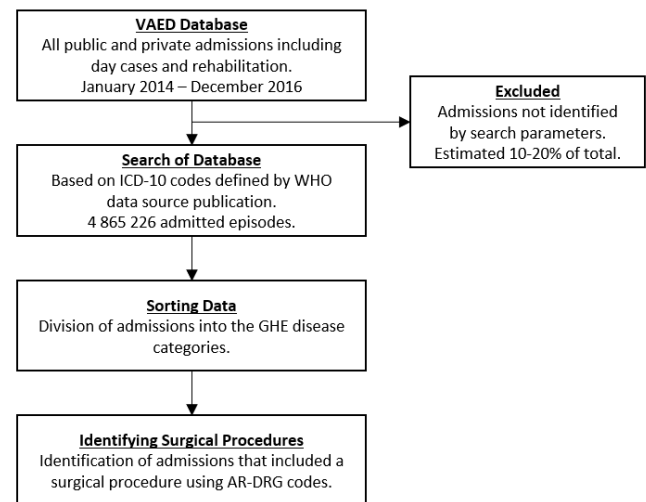 VAED Database
All public and private admissions including
day cases and rehabilitation.
January 2014 – December 2016
Excluded
Admissions not identified
by search parameters.
Estimated 10-20% of total.
Search of Database
Based on ICD-10 codes defined by WHO
data source publication.
4 865 226 admitted episodes.
Sorting Data
Division of admissions into the GHE disease
categories.
Identifying Surgical Procedures
Identification of admissions that included a
surgical procedure using AR-DRG codes.